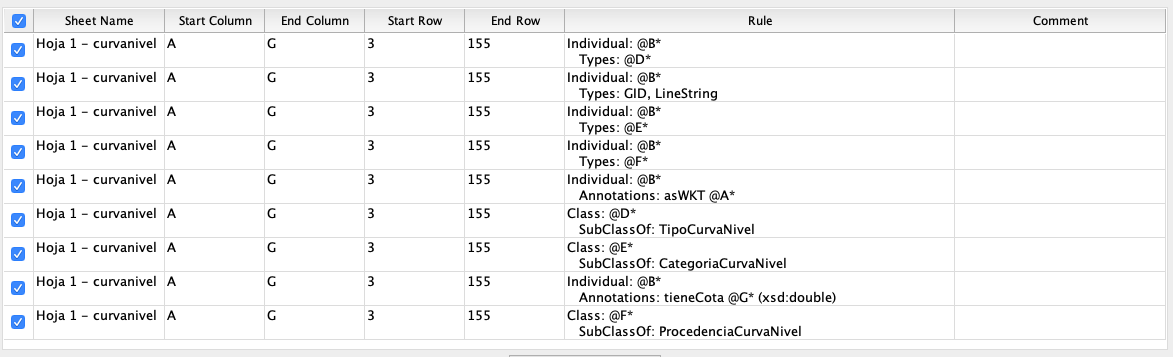 Sheet Name Start Column End Column Start Row End Row Rule Comment
Hoja 1 - curvanivel A G 3 155 Individual: @B*
Types: @D*
Hoja 1 - curvanivel A G 3 155 Individual: @B*
Types: GID, LineString
Hoja 1 - curvanivel A G 3 155 Individual: @B*
Types: @E*
Hoja 1 - curvanivel A G 3 155 Individual: @B*
Types: @F*
Hoja 1 - curvanivel A G 3 155 Individual: @B*
Annotations: asWKT @A*
Hoja 1 - curvanivel A G 3 155 Class: @D*
SubClassOf: TipoCurvaNivel
Hoja 1 - curvanivel A G 3 155 Class: @E*
SubClassOf: CategoriaCurvaNivel
Hoja 1 - curvanivel A G 3 155 Individual: @B*
Annotations: tieneCota @G* (xsd:double)
Hoja 1 - curvanivel A G 3 155 Class: @F*
SubClassOf: ProcedenciaCurvaNivel